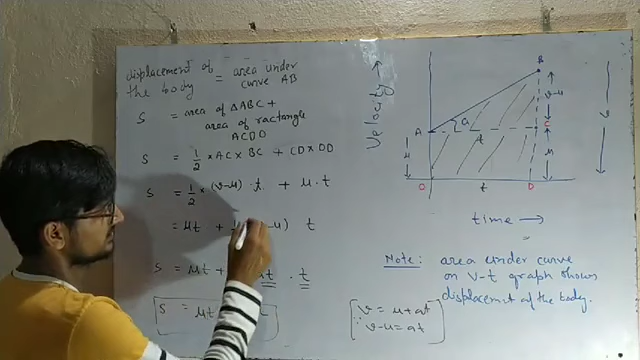 displacement of
the body = area under
curve AB
S = area of ΔABC +
area of ractangle
ACDO
S = 1/2 × AC × BC + CD × OD
S = 1/2 × (v-u) · t + u · t
= ut + u) t
S = ut + t · t
S = ut
[v = u + at
∵ v-u = at]
Velocity →
B
A
a
t
v-u
u
u
v
O
t
D
time →
Note: area under curve
on v-t graph shows
displacement of the body.